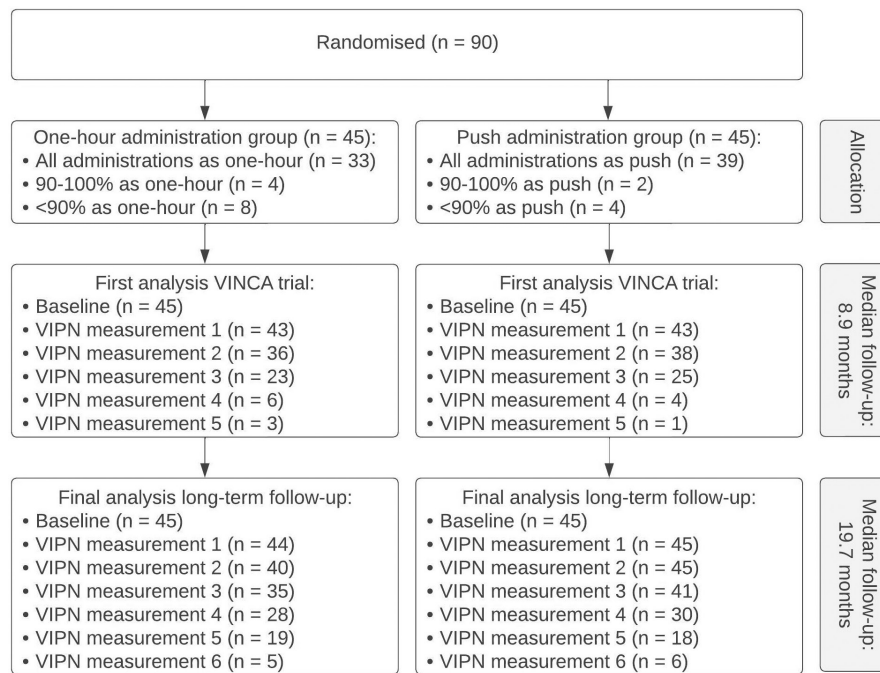 Randomised (n = 90)
One-hour administration group (n = 45):
• All administrations as one-hour (n = 33)
• 90-100% as one-hour (n = 4)
• <90% as one-hour (n = 8)
Push administration group (n = 45):
• All administrations as push (n = 39)
• 90-100% as push (n = 2)
• <90% as push (n = 4)
Allocation
First analysis VINCA trial:
• Baseline (n = 45)
• VIPN measurement 1 (n = 43)
• VIPN measurement 2 (n = 36)
• VIPN measurement 3 (n = 23)
• VIPN measurement 4 (n = 6)
• VIPN measurement 5 (n = 3)
First analysis VINCA trial:
• Baseline (n = 45)
• VIPN measurement 1 (n = 43)
• VIPN measurement 2 (n = 38)
• VIPN measurement 3 (n = 25)
• VIPN measurement 4 (n = 4)
• VIPN measurement 5 (n = 1)
Median follow-up:
8.9 months
Final analysis long-term follow-up:
• Baseline (n = 45)
• VIPN measurement 1 (n = 44)
• VIPN measurement 2 (n = 40)
• VIPN measurement 3 (n = 35)
• VIPN measurement 4 (n = 28)
• VIPN measurement 5 (n = 19)
• VIPN measurement 6 (n = 5)
Final analysis long-term follow-up:
• Baseline (n = 45)
• VIPN measurement 1 (n = 45)
• VIPN measurement 2 (n = 45)
• VIPN measurement 3 (n = 41)
• VIPN measurement 4 (n = 30)
• VIPN measurement 5 (n = 18)
• VIPN measurement 6 (n = 6)
Median follow-up:
19.7 months